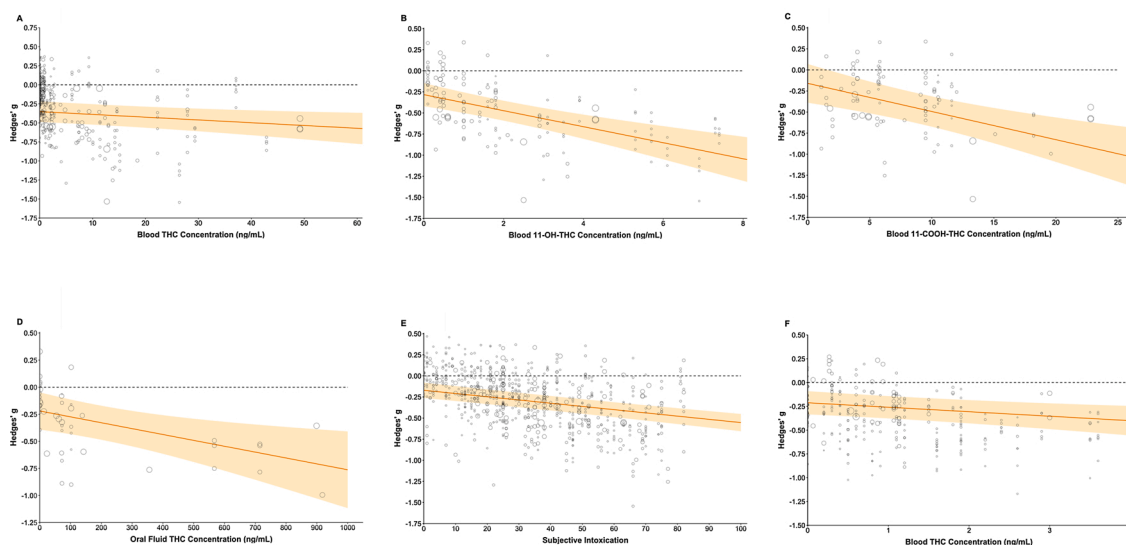 A
0.75
0.50
0.25
0.00
-0.25
-0.50
-0.75
-1.00
-1.25
-1.50
-1.75
Hedges' g
0 10 20 30 40 50 60
Blood THC Concentration (ng/mL)
B
0.50
0.25
0.00
-0.25
-0.50
-0.75
-1.00
-1.25
-1.50
-1.75
Hedges' g
0 2 4 6 8
Blood 11-OH-THC Concentration (ng/mL)
C
0.50
0.25
0.00
-0.25
-0.50
-0.75
-1.00
-1.25
-1.50
-1.75
Hedges' g
0 5 10 15 20 25
Blood 11-COOH-THC Concentration (ng/mL)
D
0.50
0.25
0.00
-0.25
-0.50
-0.75
-1.00
-1.25
Hedges' g
0 100 200 300 400 500 600 700 800 900 1000
Oral Fluid THC Concentration (ng/mL)
E
0.50
0.25
0.00
-0.25
-0.50
-0.75
-1.00
-1.25
-1.50
-1.75
Hedges' g
0 10 20 30 40 50 60 70 80 90 100
Subjective Intoxication
F
0.50
0.25
0.00
-0.25
-0.50
-0.75
-1.00
-1.25
-1.50
Hedges' g
1 2 3
Blood THC Concentration (ng/mL)